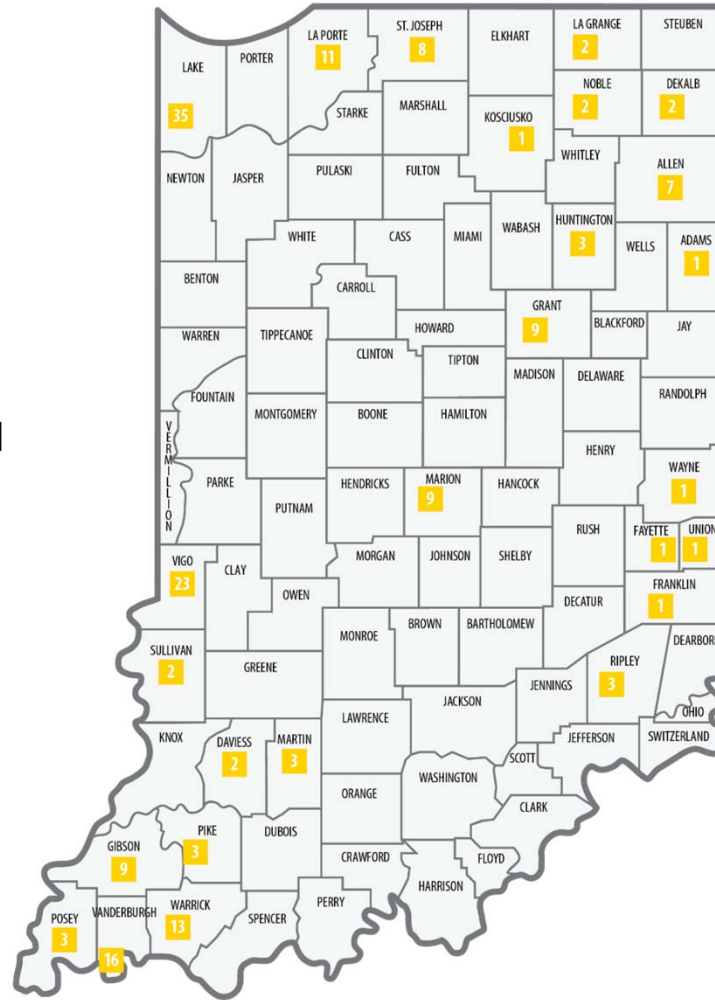 LAKE
35
PORTER
LA PORTE
11
ST. JOSEPH
8
ELKHART
LA GRANGE
2
STEUBEN
STARKE
MARSHALL
KOSCIUSKO
1
NOBLE
2
DEKALB
2
NEWTON
JASPER
PULASKI
FULTON
WHITLEY
ALLEN
7
WHITE
CASS
MIAMI
WABASH
HUNTINGTON
3
WELLS
ADAMS
1
BENTON
CARROLL
GRANT
9
BLACKFORD
JAY
WARREN
TIPPECANOE
HOWARD
CLINTON
TIPTON
MADISON
DELAWARE
RANDOLPH
FOUNTAIN
MONTGOMERY
BOONE
HAMILTON
HENRY
VERMILLION
PARKE
PUTNAM
HENDRICKS
MARION
9
HANCOCK
WAYNE
1
RUSH
FAYETTE
1
UNION
1
VIGO
23
CLAY
MORGAN
JOHNSON
SHELBY
OWEN
DECATUR
FRANKLIN
1
SULLIVAN
2
GREENE
MONROE
BROWN
BARTHOLOMEW
DEARBOR
RIPLEY
3
JENNINGS
OHIO
KNOX
DAVIESS
2
MARTIN
3
LAWRENCE
JACKSON
JEFFERSON
SWITZERLAND
SCOTT
WASHINGTON
ORANGE
CLARK
GIBSON
9
PIKE
3
DUBOIS
CRAWFORD
FLOYD
HARRISON
POSEY
3
VANDERBURGH
16
WARRICK
13
SPENCER
PERRY